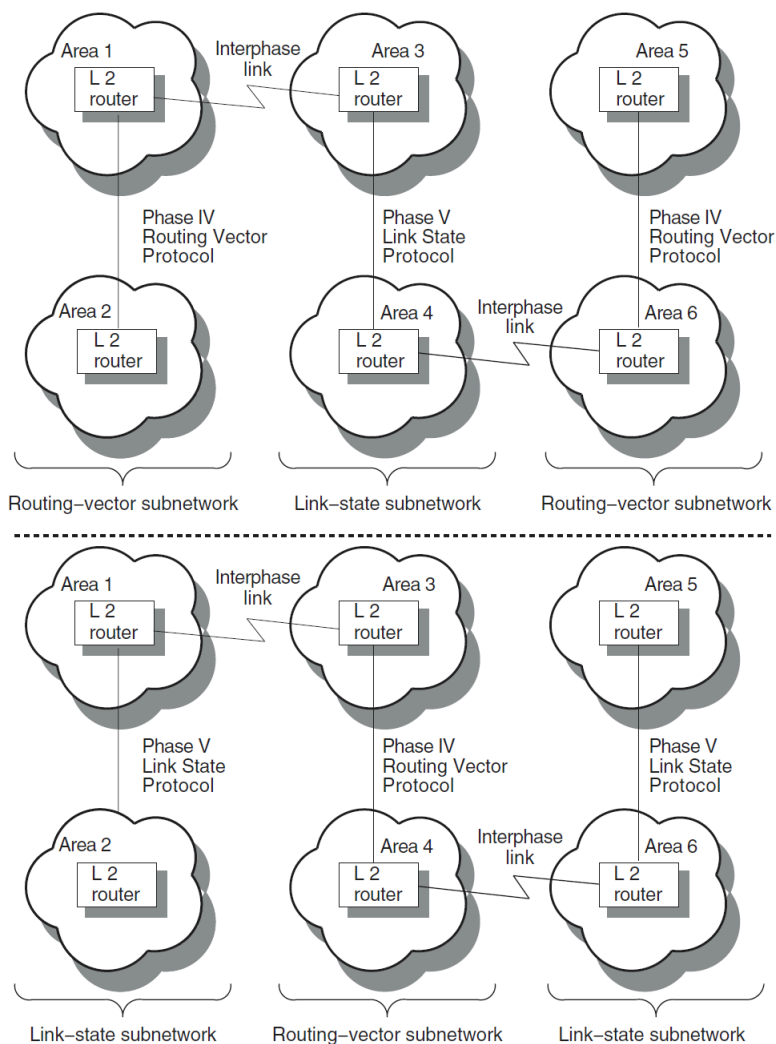 Area 1
L 2
router
Interphase
link
Area 3
L 2
router
Area 5
L 2
router
Phase IV
Routing Vector
Protocol
Phase V
Link State
Protocol
Phase IV
Routing Vector
Protocol
Area 2
L 2
router
Area 4
L 2
router
Interphase
link
Area 6
L 2
router
Routing–vector subnetwork
Link–state subnetwork
Routing–vector subnetwork
Area 1
L 2
router
Interphase
link
Area 3
L 2
router
Area 5
L 2
router
Phase V
Link State
Protocol
Phase IV
Routing Vector
Protocol
Phase V
Link State
Protocol
Area 2
L 2
router
Area 4
L 2
router
Interphase
link
Area 6
L 2
router
Link–state subnetwork
Routing–vector subnetwork
Link–state subnetwork